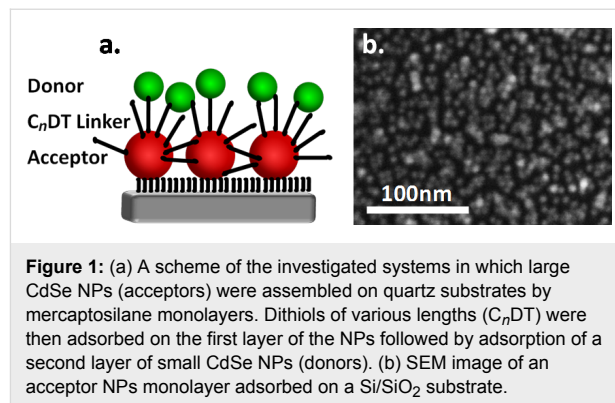 a.
Donor
CnDT Linker
Acceptor
b.
100nm
Figure 1: (a) A scheme of the investigated systems in which large
CdSe NPs (acceptors) were assembled on quartz substrates by
mercaptosilane monolayers. Dithiols of various lengths (CnDT) were
then adsorbed on the first layer of the NPs followed by adsorption of a
second layer of small CdSe NPs (donors). (b) SEM image of an
acceptor NPs monolayer adsorbed on a Si/SiO2 substrate.